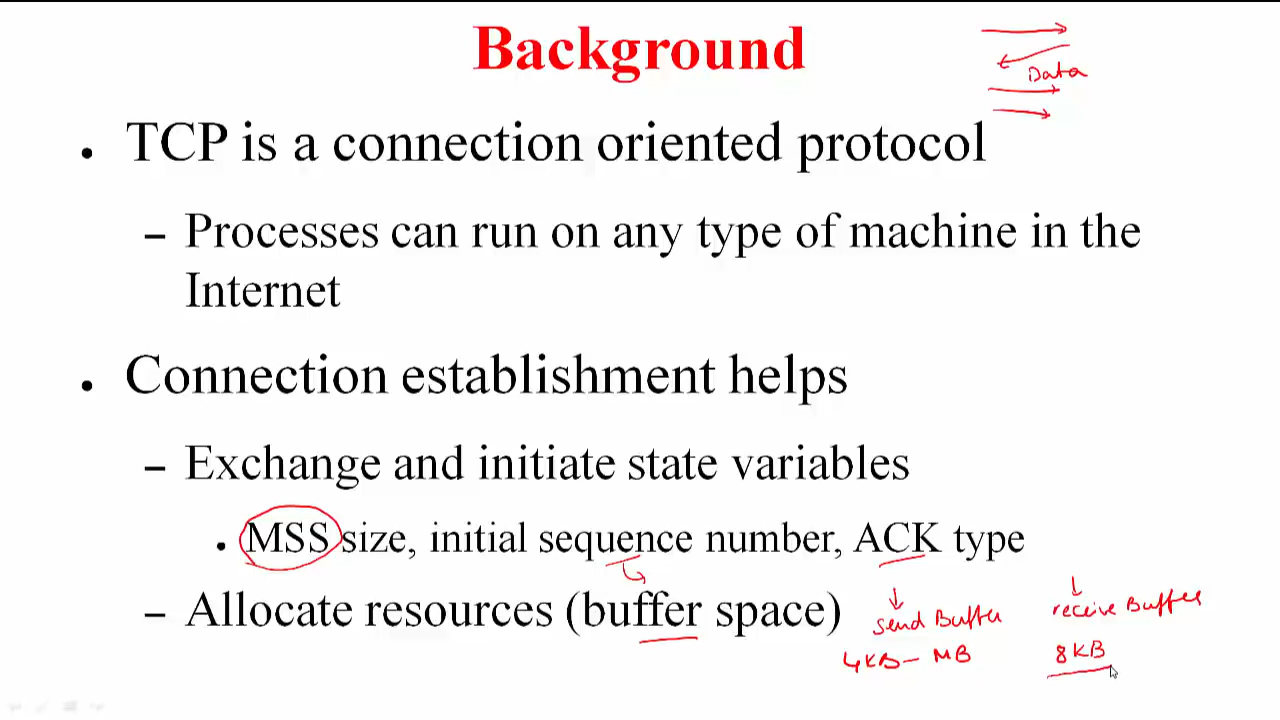 Background
Data
• TCP is a connection oriented protocol
– Processes can run on any type of machine in the
Internet
• Connection establishment helps
– Exchange and initiate state variables
• MSS size, initial sequence number, ACK type
– Allocate resources (buffer space)
send Buffer
receive Buffer
4KB – MB
8KB